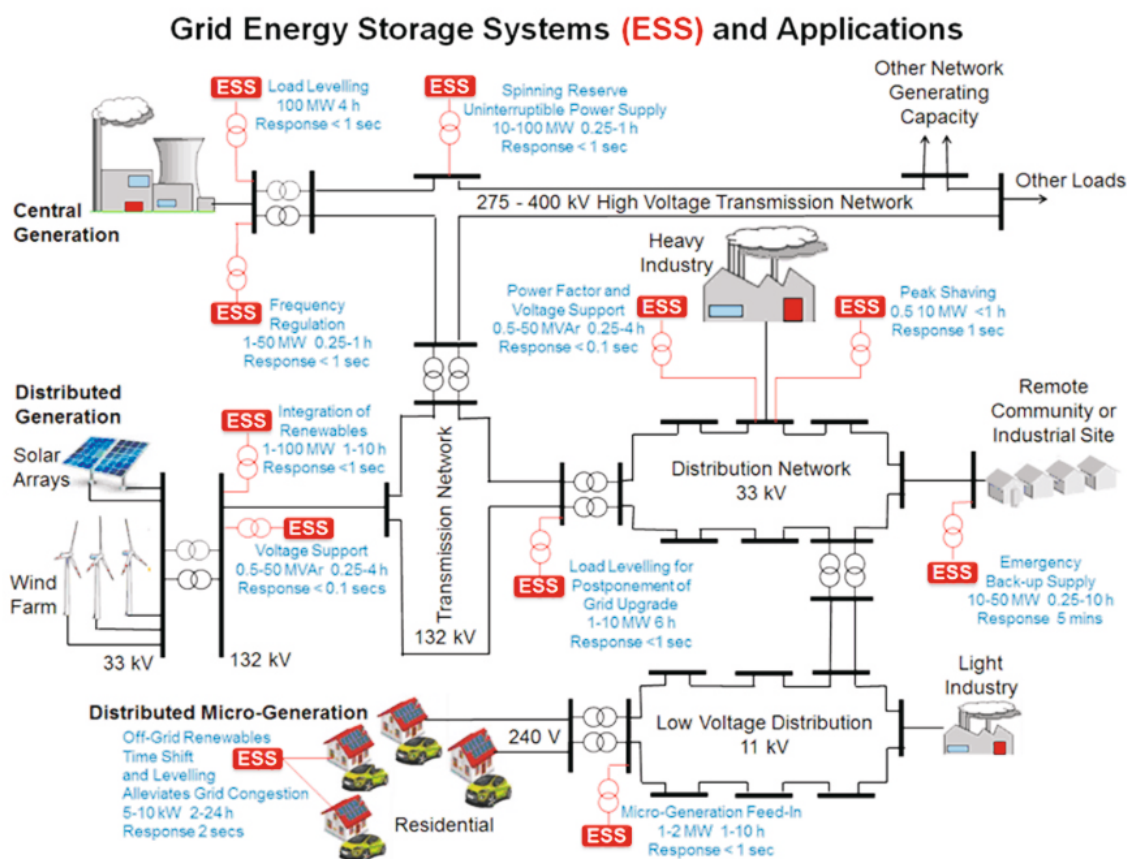 Grid Energy Storage Systems (ESS) and Applications
ESS
Load Levelling
100 MW 4 h
Response < 1 sec
ESS
Spinning Reserve
Uninterruptible Power Supply
10-100 MW 0.25-1 h
Response < 1 sec
Other Network
Generating
Capacity
Other Loads
Central
Generation
275 - 400 kV High Voltage Transmission Network
ESS
Frequency
Regulation
1-50 MW 0.25-1 h
Response < 1 sec
Heavy
Industry
Power Factor and
Voltage Support
0.5-50 MVAr 0.25-4 h
Response < 0.1 sec
ESS
ESS
Peak Shaving
0.5 10 MW <1 h
Response 1 sec
Distributed
Generation
Solar
Arrays
Wind
Farm
33 kV
132 kV
ESS
Integration of
Renewables
1-100 MW 1-10 h
Response <1 sec
ESS
Voltage Support
0.5-50 MVAr 0.25-4 h
Response < 0.1 secs
Transmission Network
132 kV
Distribution Network
33 kV
Remote
Community or
Industrial Site
ESS
Load Levelling for
Postponement of
Grid Upgrade
1-10 MW 6 h
Response <1 sec
ESS
Emergency
Back-up Supply
10-50 MW 0.25-10 h
Response 5 mins
Distributed Micro-Generation
Off-Grid Renewables
Time Shift
and Levelling
Alleviates Grid Congestion
5-10 kW 2-24 h
Response 2 secs
ESS
Residential
240 V
Low Voltage Distribution
11 kV
Light
Industry
ESS
Micro-Generation Feed-In
1-2 MW 1-10 h
Response < 1 sec